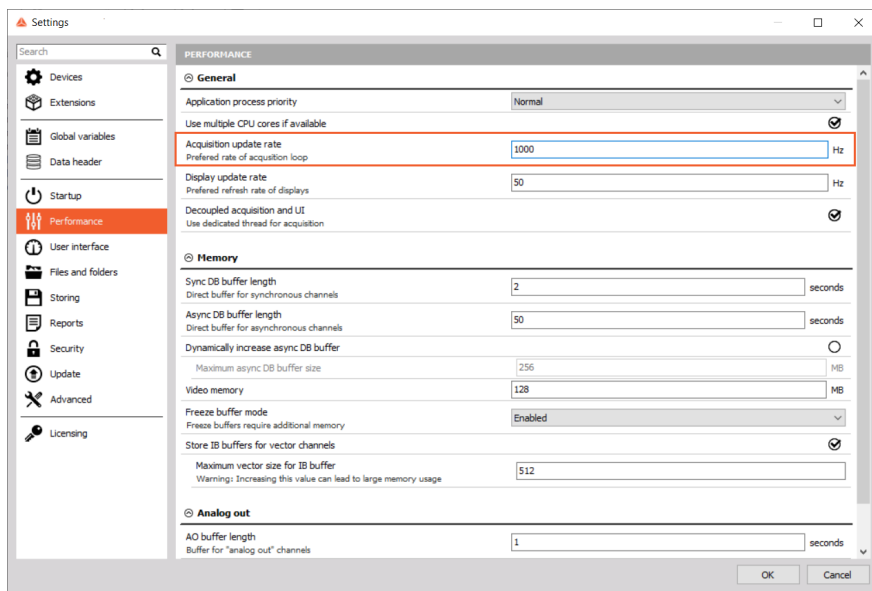 Settings
Search
PERFORMANCE
Devices
Extensions
Global variables
Data header
Startup
Performance
User interface
Files and folders
Storing
Reports
Security
Update
Advanced
Licensing
General
Application process priority Normal
Use multiple CPU cores if available
Acquisition update rate 1000 Hz
Prefered rate of acqusition loop
Display update rate 50 Hz
Prefered refresh rate of displays
Decoupled acquisition and UI
Use dedicated thread for acquisition
Memory
Sync DB buffer length 2 seconds
Direct buffer for synchronous channels
Async DB buffer length 50 seconds
Direct buffer for asynchronous channels
Dynamically increase async DB buffer
Maximum async DB buffer size 256 MB
Video memory 128 MB
Freeze buffer mode Enabled
Freeze buffers require additional memory
Store IB buffers for vector channels
Maximum vector size for IB buffer 512
Warning: Increasing this value can lead to large memory usage
Analog out
AO buffer length 1 seconds
Buffer for "analog out" channels
OK Cancel